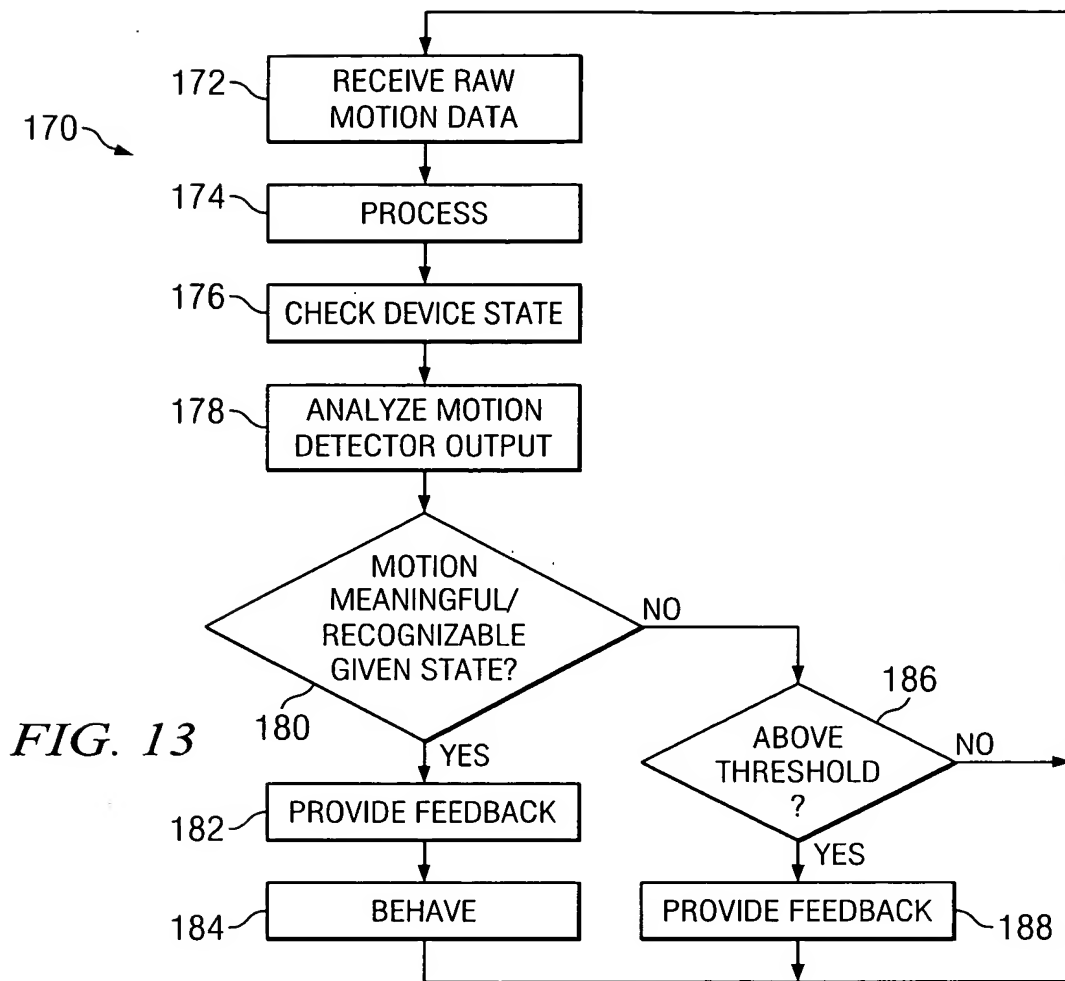 172
RECEIVE RAW
MOTION DATA
170
174
PROCESS
176
CHECK DEVICE STATE
178
ANALYZE MOTION
DETECTOR OUTPUT
MOTION
MEANINGFUL/
RECOGNIZABLE
GIVEN STATE?
NO
180
186
FIG. 13
YES
ABOVE
THRESHOLD
?
NO
182
PROVIDE FEEDBACK
YES
184
BEHAVE
PROVIDE FEEDBACK
188